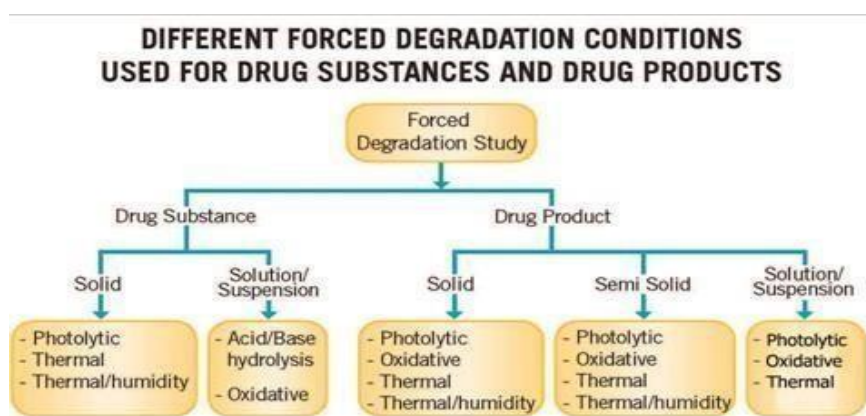 DIFFERENT FORCED DEGRADATION CONDITIONS
USED FOR DRUG SUBSTANCES AND DRUG PRODUCTS
Forced
Degradation Study
Drug Substance
Drug Product
Solid
Solution/
Suspension
Solid
Semi Solid
Solution/
Suspension
- Photolytic
- Thermal
- Thermal/humidity
- Acid/Base
hydrolysis
- Oxidative
- Photolytic
- Oxidative
- Thermal
- Thermal/humidity
- Photolytic
- Oxidative
- Thermal
- Thermal/humidity
- Photolytic
- Oxidative
- Thermal